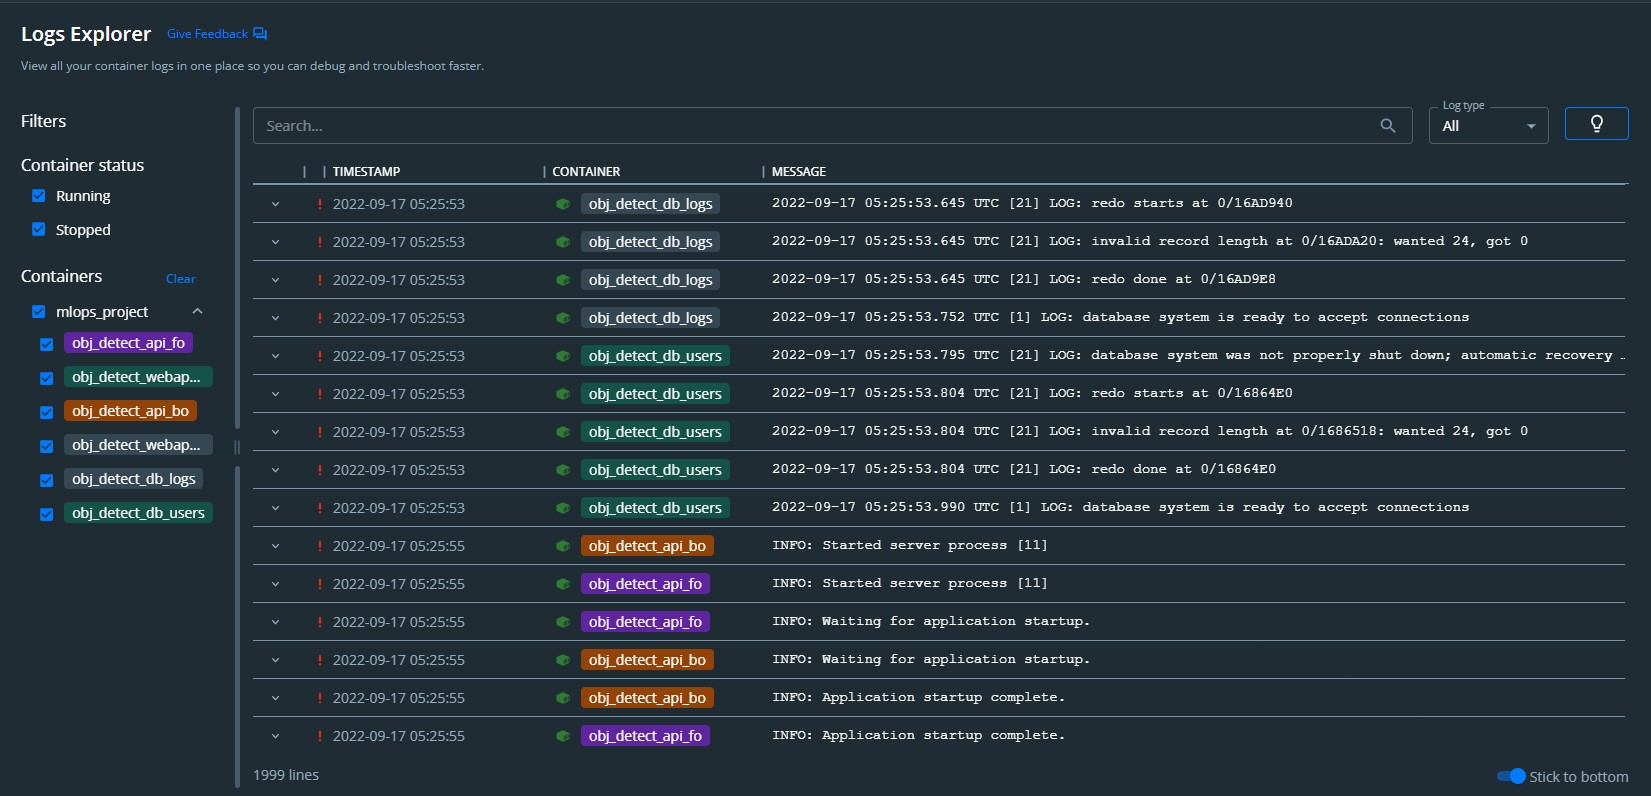 Logs Explorer Give Feedback
View all your container logs in one place so you can debug and troubleshoot faster.
Filters
Container status
Running
Stopped
Containers Clear
mlops_project
obj_detect_api_fo
obj_detect_webap...
obj_detect_api_bo
obj_detect_webap...
obj_detect_db_logs
obj_detect_db_users
Search...
Log type
All
TIMESTAMP CONTAINER MESSAGE
2022-09-17 05:25:53 obj_detect_db_logs 2022-09-17 05:25:53.645 UTC [21] LOG: redo starts at 0/16AD940
2022-09-17 05:25:53 obj_detect_db_logs 2022-09-17 05:25:53.645 UTC [21] LOG: invalid record length at 0/16ADA20: wanted 24, got 0
2022-09-17 05:25:53 obj_detect_db_logs 2022-09-17 05:25:53.645 UTC [21] LOG: redo done at 0/16AD9E8
2022-09-17 05:25:53 obj_detect_db_logs 2022-09-17 05:25:53.752 UTC [1] LOG: database system is ready to accept connections
2022-09-17 05:25:53 obj_detect_db_users 2022-09-17 05:25:53.795 UTC [21] LOG: database system was not properly shut down; automatic recovery …
2022-09-17 05:25:53 obj_detect_db_users 2022-09-17 05:25:53.804 UTC [21] LOG: redo starts at 0/16864E0
2022-09-17 05:25:53 obj_detect_db_users 2022-09-17 05:25:53.804 UTC [21] LOG: invalid record length at 0/1686518: wanted 24, got 0
2022-09-17 05:25:53 obj_detect_db_users 2022-09-17 05:25:53.804 UTC [21] LOG: redo done at 0/16864E0
2022-09-17 05:25:53 obj_detect_db_users 2022-09-17 05:25:53.990 UTC [1] LOG: database system is ready to accept connections
2022-09-17 05:25:55 obj_detect_api_bo INFO: Started server process [11]
2022-09-17 05:25:55 obj_detect_api_fo INFO: Started server process [11]
2022-09-17 05:25:55 obj_detect_api_fo INFO: Waiting for application startup.
2022-09-17 05:25:55 obj_detect_api_bo INFO: Waiting for application startup.
2022-09-17 05:25:55 obj_detect_api_bo INFO: Application startup complete.
2022-09-17 05:25:55 obj_detect_api_fo INFO: Application startup complete.
1999 lines
Stick to bottom